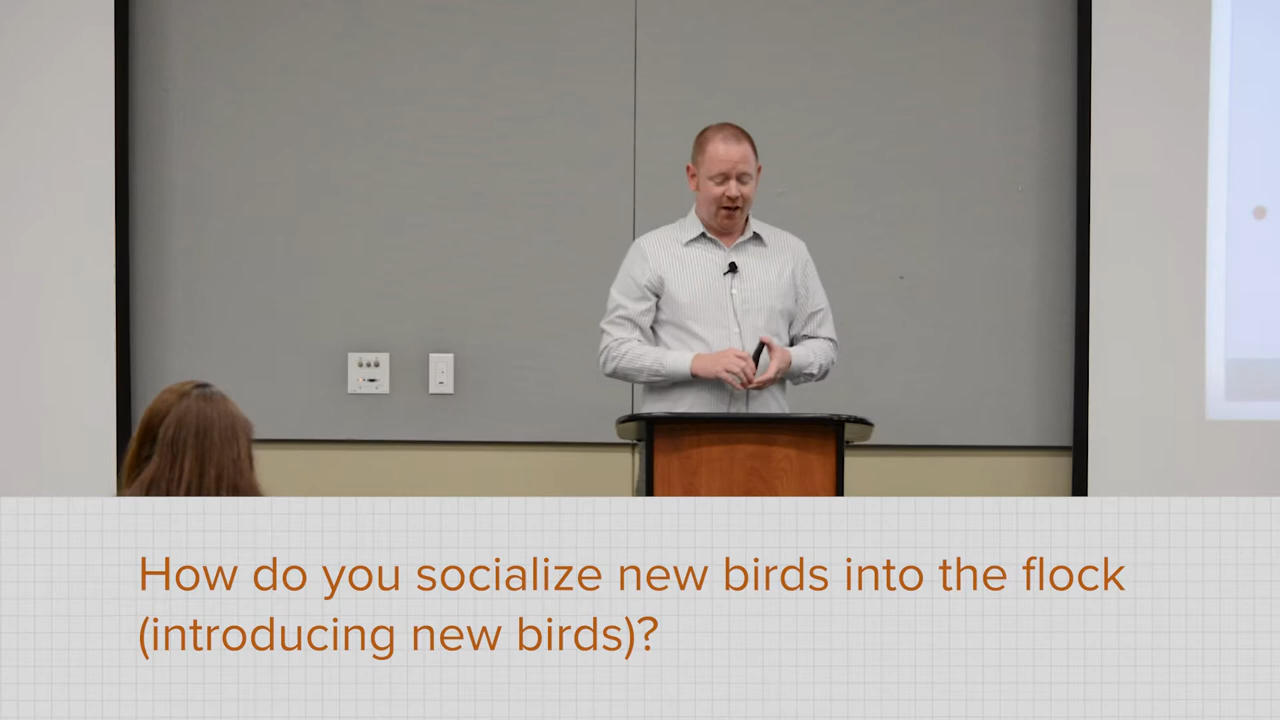 How do you socialize new birds into the flock
(introducing new birds)?